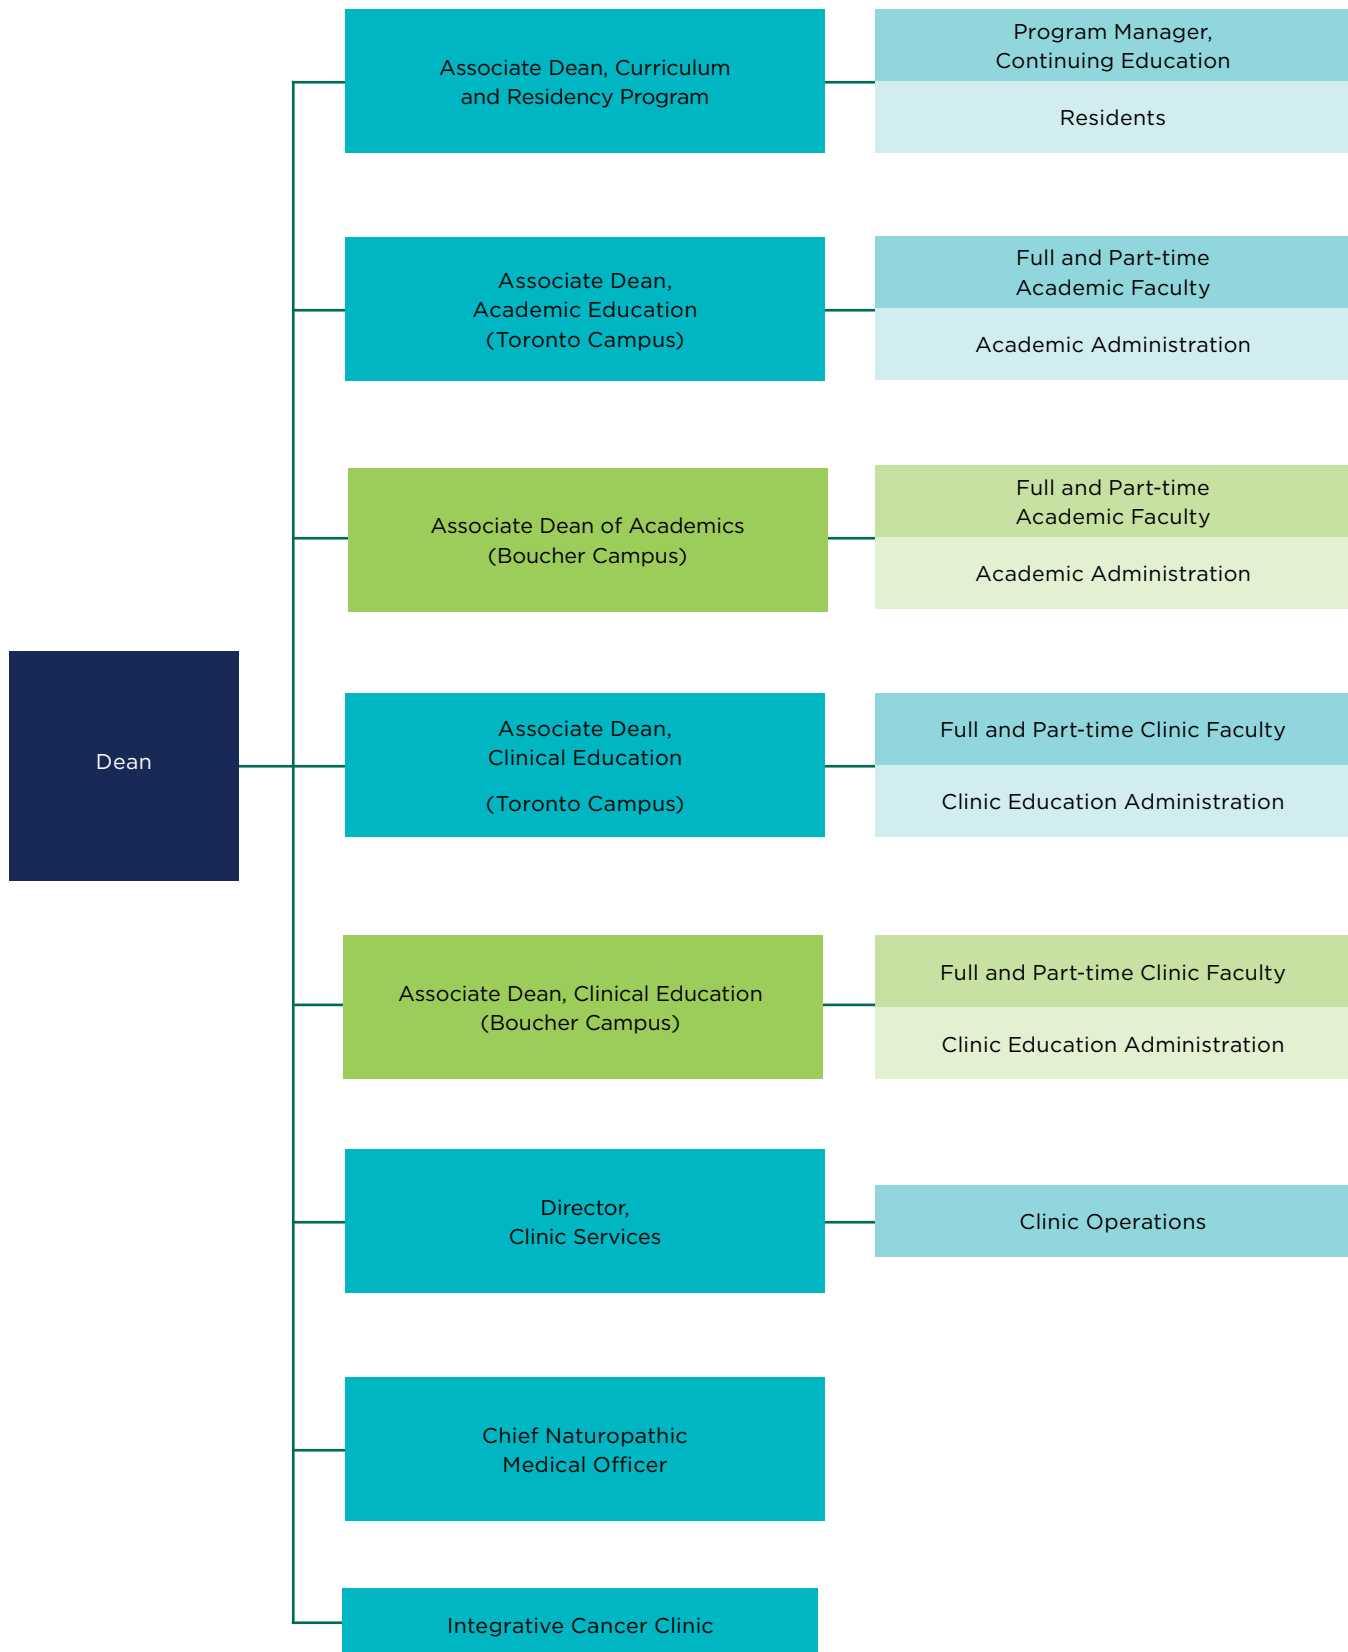 Associate Dean, Curriculum
and Residency Program
Program Manager,
Continuing Education
Residents
Associate Dean,
Academic Education
(Toronto Campus)
Full and Part-time
Academic Faculty
Academic Administration
Associate Dean of Academics
(Boucher Campus)
Full and Part-time
Academic Faculty
Academic Administration
Dean
Associate Dean,
Clinical Education
(Toronto Campus)
Full and Part-time Clinic Faculty
Clinic Education Administration
Associate Dean, Clinical Education
(Boucher Campus)
Full and Part-time Clinic Faculty
Clinic Education Administration
Director,
Clinic Services
Clinic Operations
Chief Naturopathic
Medical Officer
Integrative Cancer Clinic